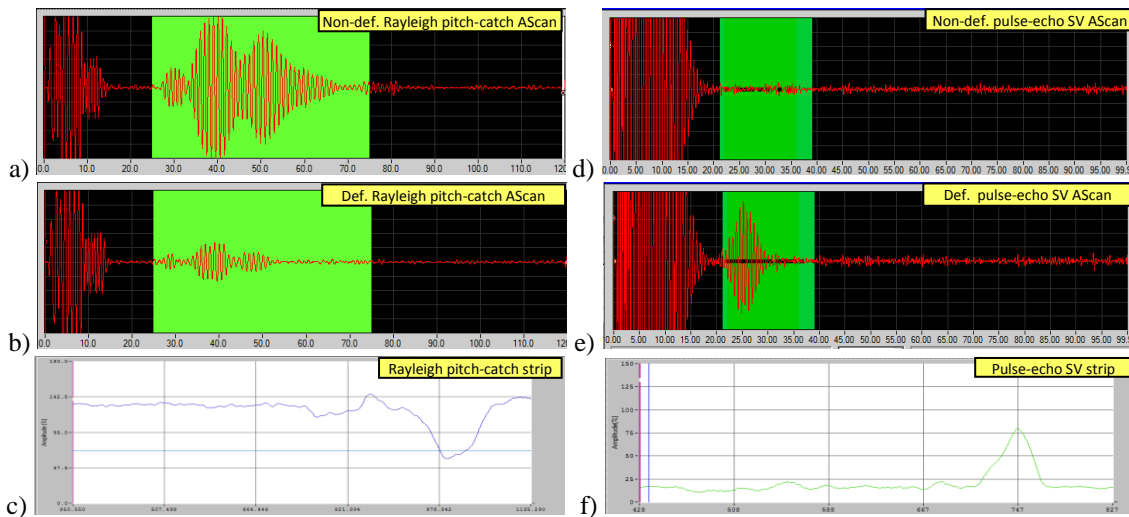 Non-def. Rayleigh pitch-catch AScan
0.0 10.0 20.0 30.0 40.0 50.0 60.0 70.0 80.0 90.0 100.0 110.0 120
a)
Def. Rayleigh pitch-catch AScan
0.0 10.0 20.0 30.0 40.0 50.0 60.0 70.0 80.0 90.0 100.0 110.0 120
b)
Rayleigh pitch-catch strip
142.5
95.0
0.0
Amplitude[%]
c)
Non-def. pulse-echo SV AScan
0.00 5.00 10.00 15.00 20.00 25.00 30.00 35.00 40.00 45.00 50.00 55.00 60.00 65.00 70.00 75.00 80.00 85.00 90.00 95.00 99.9
d)
Def. pulse-echo SV AScan
0.00 5.00 10.00 15.00 20.00 25.00 30.00 35.00 40.00 45.00 50.00 55.00 60.00 65.00 70.00 75.00 80.00 85.00 90.00 95.00 99.9
e)
Pulse-echo SV strip
150
125
100
75
50
25
0
Amplitude[%]
428 508 588 667 747 827
f)